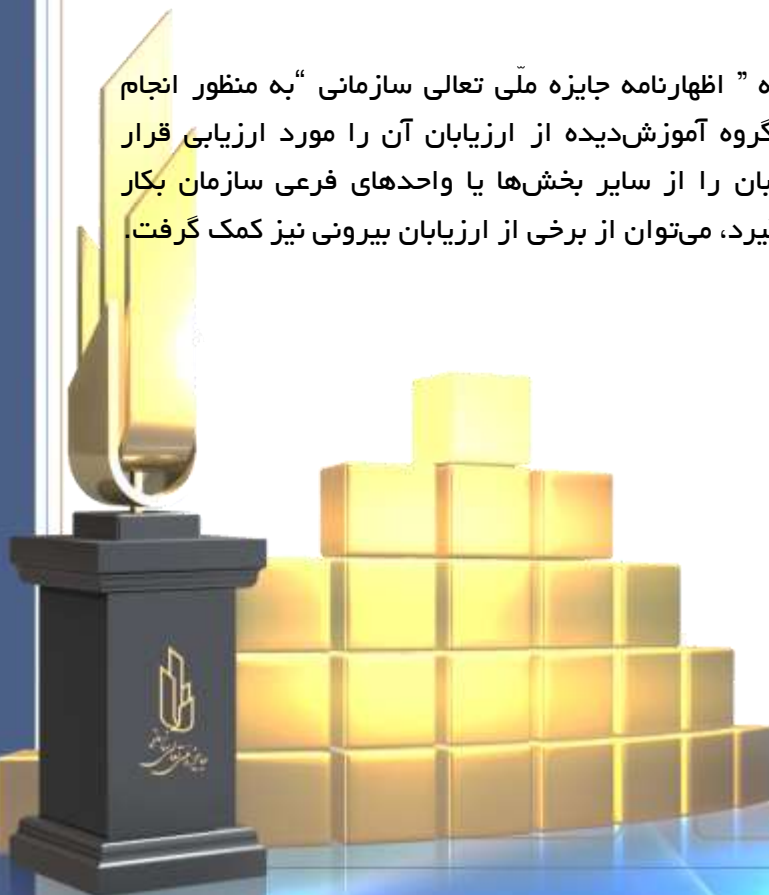 ه ” اظهارنامه جایزه ملّی تعالی سازمانی “به منظور انجام
گروه آموزش‌دیده از ارزیابان آن را مورد ارزیابی قرار
بان را از سایر بخش‌ها یا واحدهای فرعی سازمان بکار
یرد، می‌توان از برخی از ارزیابان بیرونی نیز کمک گرفت.